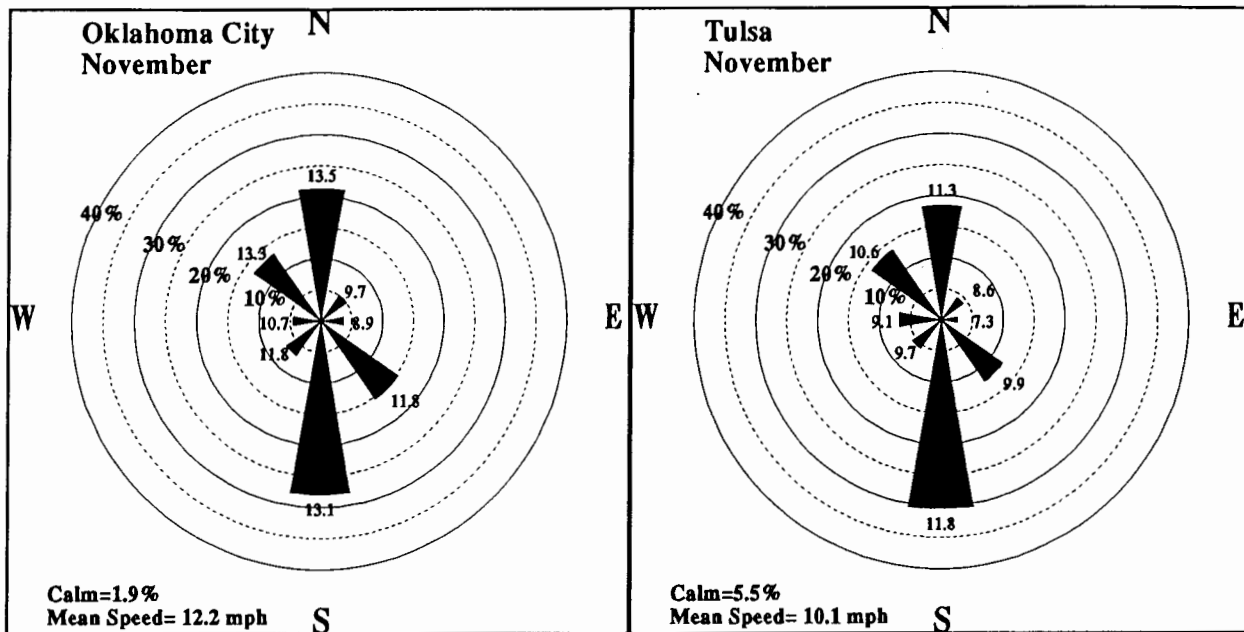 Oklahoma City
November
N
13.5
40%
30%
13.3
20%
10%
9.7
W
10.7
8.9
E
11.8
11.8
13.1
Calm=1.9%
Mean Speed= 12.2 mph
S
Tulsa
November
N
11.3
40%
30%
10.6
20%
10%
8.6
W
9.1
7.3
E
9.7
9.9
11.8
Calm=5.5%
Mean Speed= 10.1 mph
S